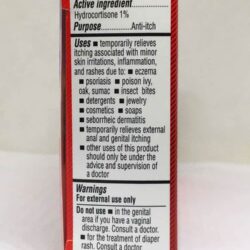 Active ingredient
Hydrocortisone 1%
Purpose..................Anti-itch
Uses ■ temporarily relieves
itching associated with minor
skin irritations, inflammation,
and rashes due to: ■ eczema
■ psoriasis ■ poison ivy,
oak, sumac ■ insect bites
■ detergents ■ jewelry
■ cosmetics ■ soaps
■ seborrheic dermatitis
■ temporarily relieves external
anal and genital itching
■ other uses of this product
should only be under the
advice and supervision of
a doctor
Warnings
For external use only
Do not use ■ in the genital
area if you have a vaginal
discharge. Consult a doctor.
■ for the treatment of diaper
rash. Consult a doctor.